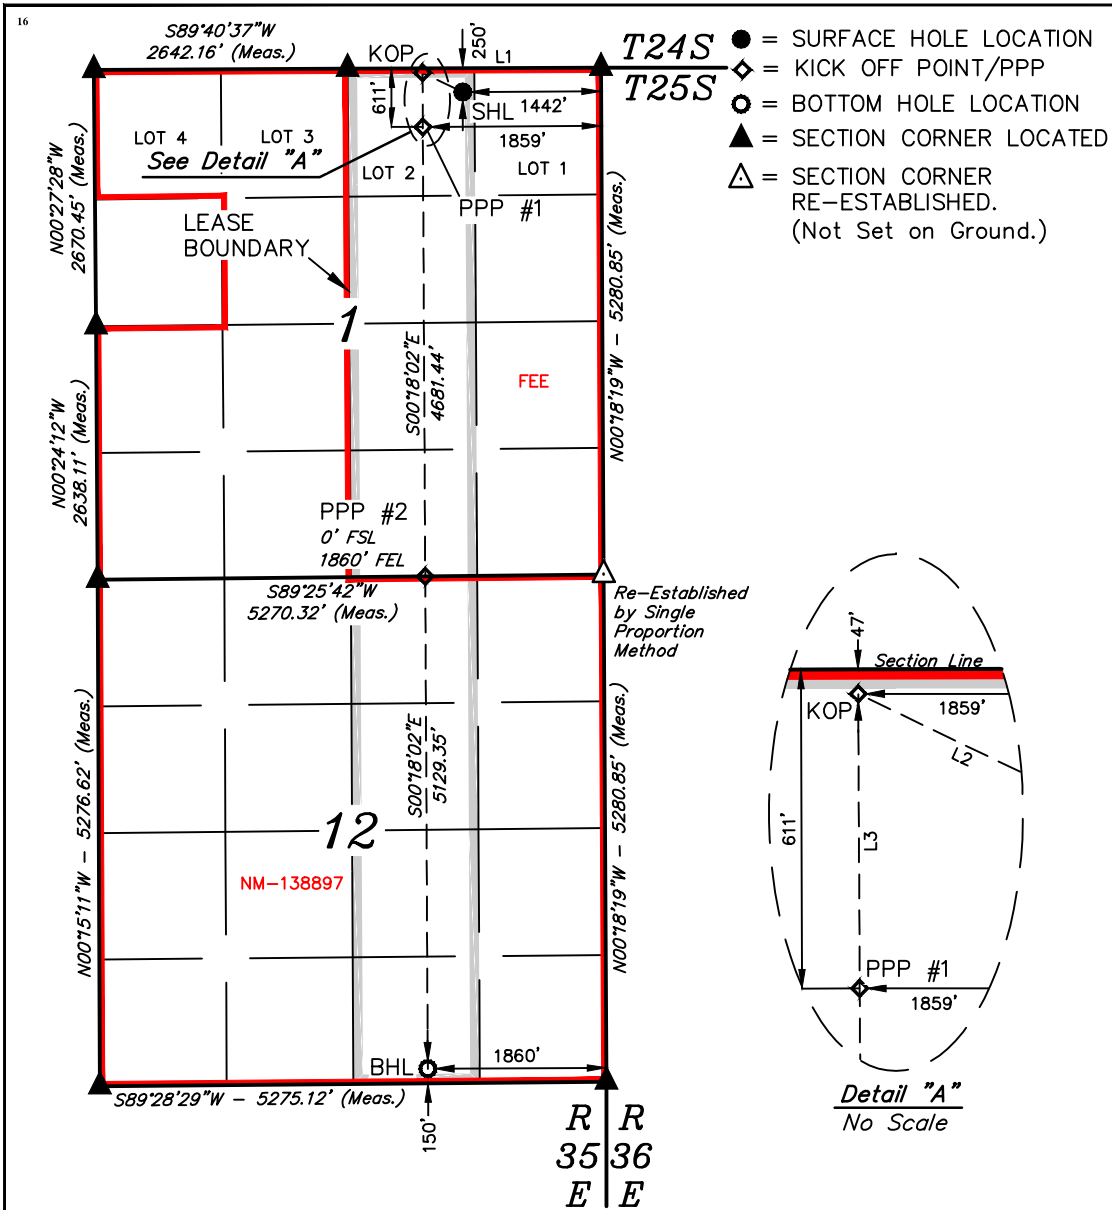 16
S89°40'37"W
2642.16' (Meas.)
KOP
250'
L1
T24S
T25S
= SURFACE HOLE LOCATION
= KICK OFF POINT/PPP
= BOTTOM HOLE LOCATION
= SECTION CORNER LOCATED
= SECTION CORNER
RE-ESTABLISHED.
(Not Set on Ground.)
611'
1442'
SHL
1859'
LOT 4
LOT 3
See Detail "A"
LOT 2
LOT 1
PPP #1
N00°27'28"W
2670.45' (Meas.)
LEASE
BOUNDARY
N00°18'19"W - 5280.85' (Meas.)
1
S00°18'02"E
4681.44'
FEE
N00°24'12"W
2638.11' (Meas.)
PPP #2
0' FSL
1860' FEL
S89°25'42"W
5270.32' (Meas.)
Re-Established
by Single
Proportion
Method
N00°15'11"W - 5276.62' (Meas.)
S00°18'02"E
5129.35'
N00°18'19"W - 5280.85' (Meas.)
12
NM-138897
BHL
1860'
S89°28'29"W - 5275.12' (Meas.)
150'
R R
35 36
E E
47'
Section Line
KOP
1859'
L2
611'
L3
PPP #1
1859'
Detail "A"
No Scale